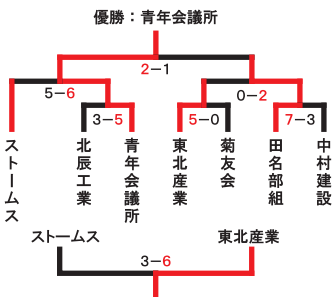 優勝：青年会議所
2－1
5－6
0－2
3－5
5－0
7－3
ストームス
北辰工業
青年会議所
東北産業
菊友会
田名部組
中村建設
ストームス
東北産業
3－6